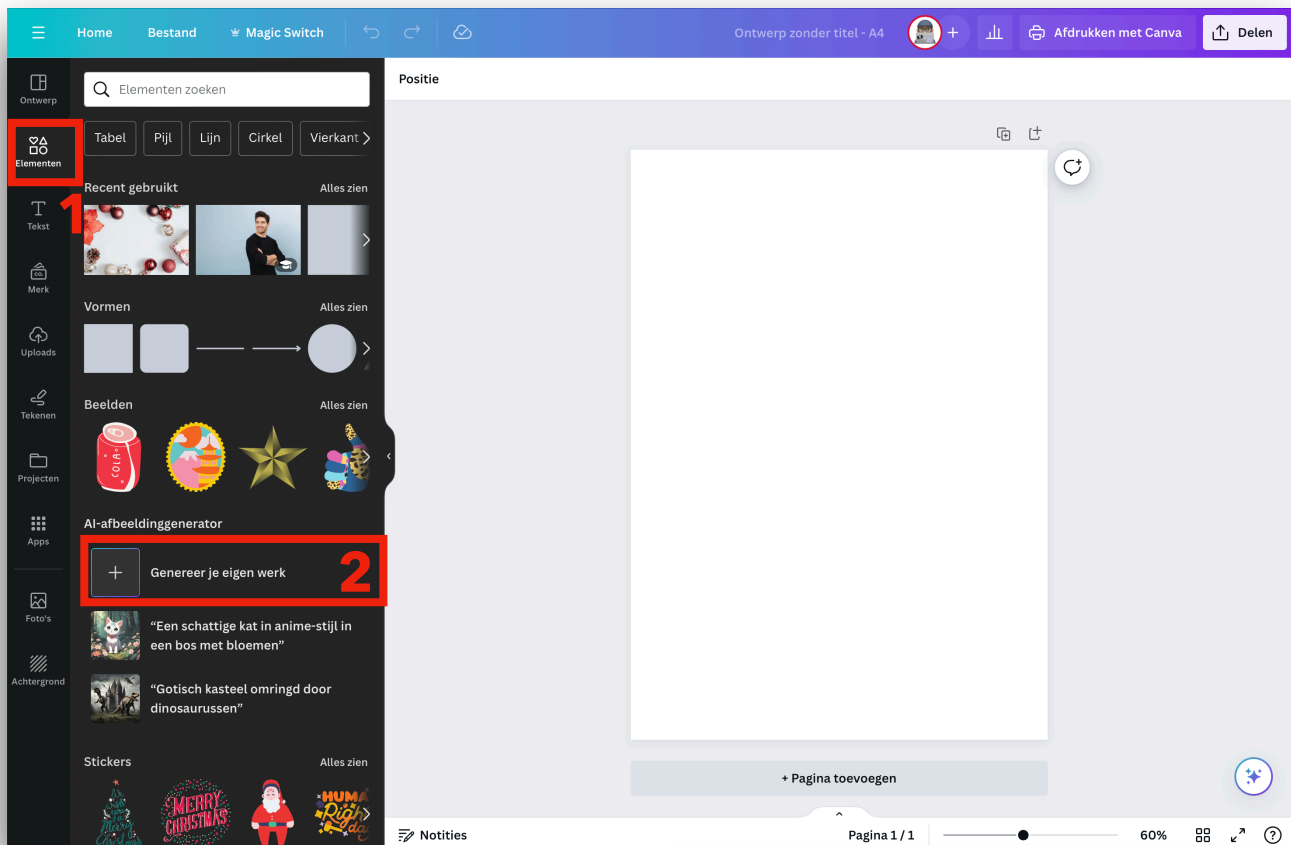 Home Bestand Magic Switch Ontwerp zonder titel - A4 + Afdrukken met Canva Delen
Ontwerp
Elementen
1
Tekst
Merk
Uploads
Tekenen
Projecten
Apps
Foto's
Achtergrond
Elementen zoeken
Tabel Pijl Lijn Cirkel Vierkant
Recent gebruikt Alles zien
Vormen Alles zien
Beelden Alles zien
COLA
AI-afbeeldinggenerator
+ Genereer je eigen werk 2
“Een schattige kat in anime-stijl in
een bos met bloemen”
“Gotisch kasteel omringd door
dinosaurussen”
Stickers Alles zien
MERRY
CHRISTMAS
HUMA
Righ
day
Positie
+ Pagina toevoegen
Notities Pagina 1 / 1 60%